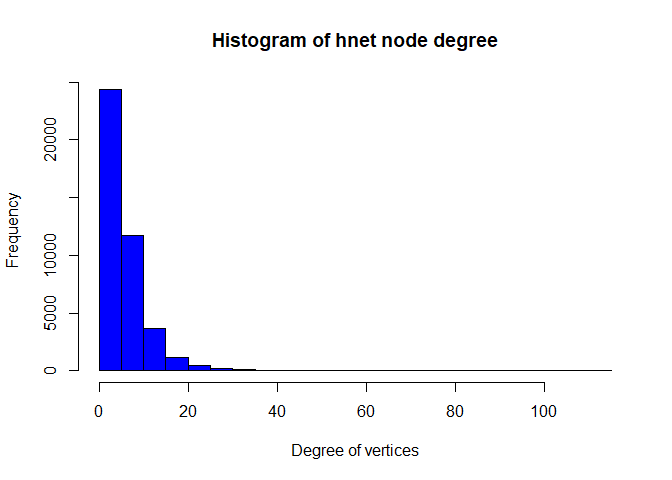 Histogram of hnet node degree
Frequency
20000
10000
5000
0
0 20 40 60 80 100
Degree of vertices